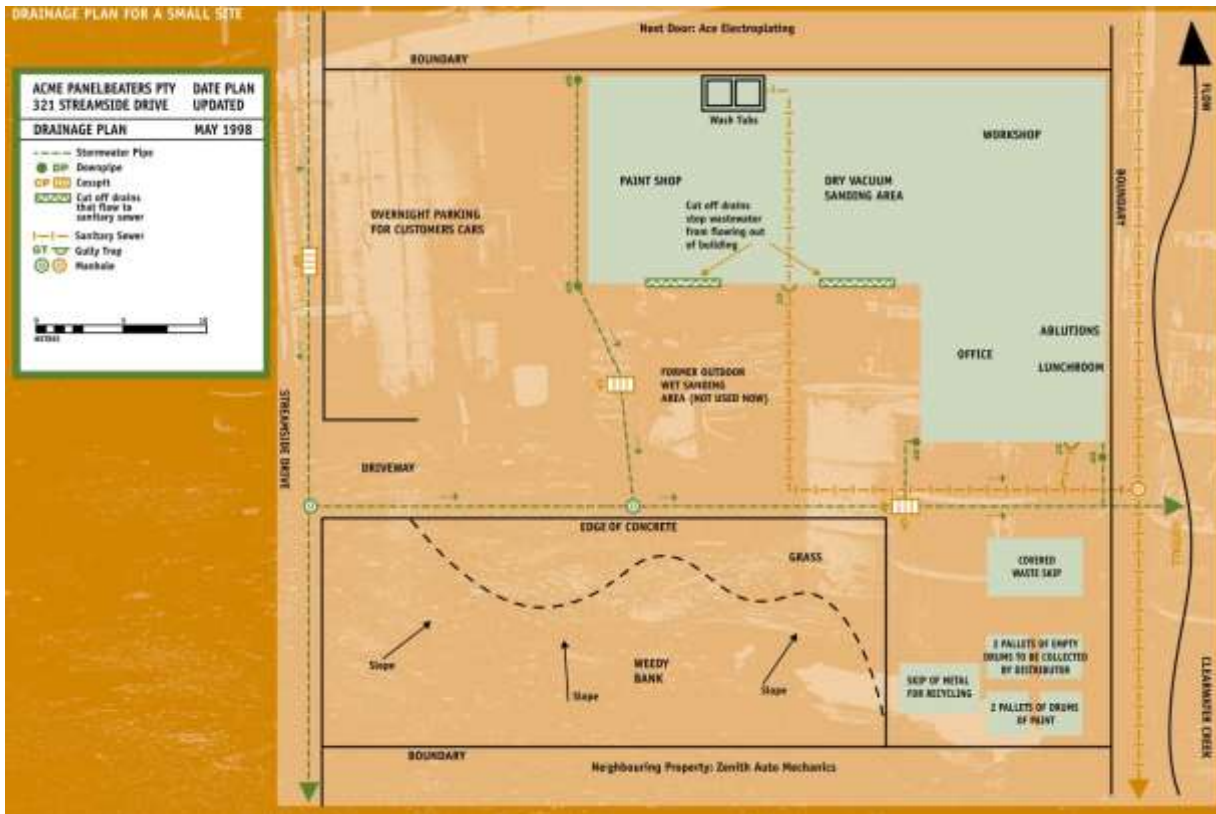 DRAINAGE PLAN FOR A SMALL SITE
ACME PANELBEATERS PTY
321 STREAMSIDE DRIVE
DATE PLAN
UPDATED
DRAINAGE PLAN
MAY 1998
Stormwater Pipe
DP Downpipe
CP Cesspit
Cut off drains
that flow to
sanitary sewer
Sanitary Sewer
GT Gully Trap
Manhole
METRES
Next Door: Ace Electroplating
BOUNDARY
FLOW
Wash Tubs
WORKSHOP
PAINT SHOP
DRY VACUUM
SANDING AREA
BOUNDARY
Cut off drains
stop wastewater
from flowing out
of building
OVERNIGHT PARKING
FOR CUSTOMERS CARS
ABLUTIONS
OFFICE
LUNCHROOM
FORMER OUTDOOR
WET SANDING
AREA (NOT USED NOW)
STREAMSIDE DRIVE
DRIVEWAY
EDGE OF CONCRETE
GRASS
COVERED
WASTE SKIP
Slope
Slope
Slope
WEEDY
BANK
2 PALLETS OF EMPTY
DRUMS TO BE COLLECTED
BY DISTRIBUTOR
SKIP OF METAL
FOR RECYCLING
2 PALLETS OF DRUMS
OF PAINT
CLEARWATER CREEK
BOUNDARY
Neighbouring Property: Zenith Auto Mechanics